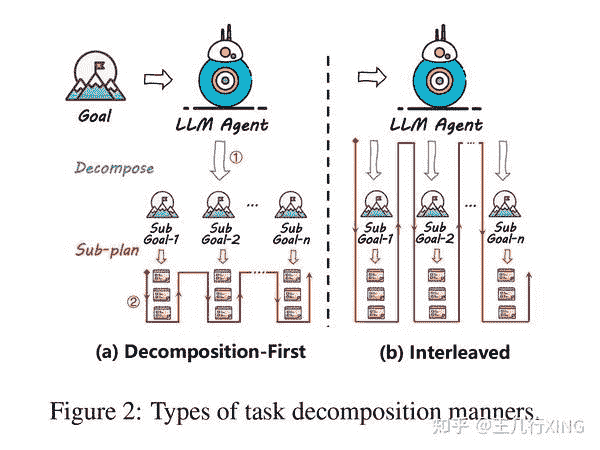 Goal
LLM Agent
①
Decompose
Sub Goal-1
Sub Goal-2
...
Sub Goal-n
Sub-plan
②
(a) Decomposition-First
LLM Agent
Sub Goal-1
Sub Goal-2
...
Sub Goal-n
(b) Interleaved
Figure 2: Types of task decomposition manners.
知乎 @王几行XING